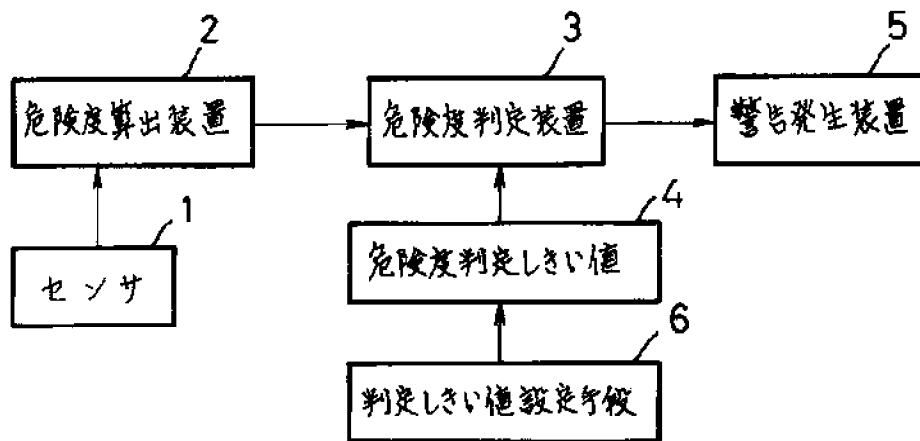 2
3
5
危険度算出装置
危険度判定装置
警告発生装置
1
4
センサ
危険度判定しきい値
6
判定しきい値設定手段